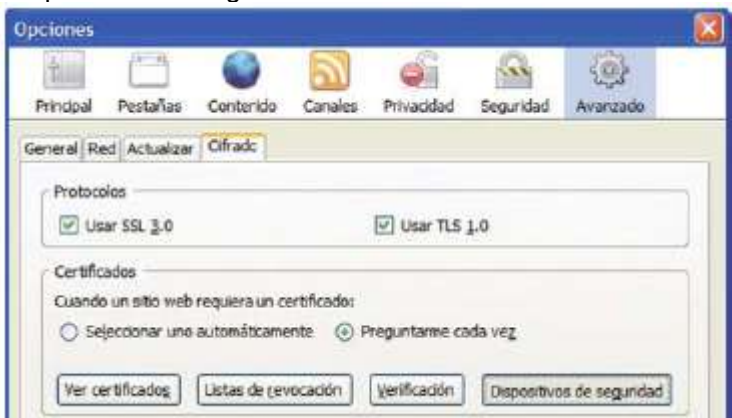 Opciones
Principal Pestañas Contenido Canales Privacidad Seguridad Avanzado
General Red Actualizar Cifrado
Protocolos
Usar SSL 3.0 Usar TLS 1.0
Certificados
Cuando un sitio web requiera un certificado:
Seleccionar uno automáticamente Preguntarme cada vez
Ver certificados Listas de revocación Verificación Dispositivos de seguridad